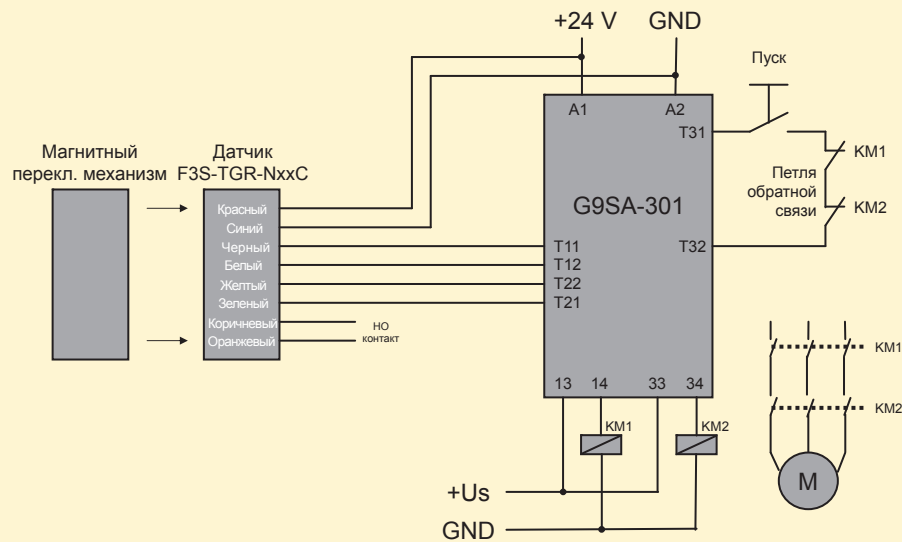 +24 V
GND
Пуск
A1
A2
T31
Магнитный
перекл. механизм
Датчик
F3S-TGR-NxxC
KM1
Петля
обратной
связи
KM2
G9SA-301
Красный
Синий
Черный
Белый
Желтый
Зеленый
Коричневый
Оранжевый
T11
T12
T22
T21
T32
НО
контакт
13
14
33
34
KM1
KM2
KM1
KM2
M
+Us
GND